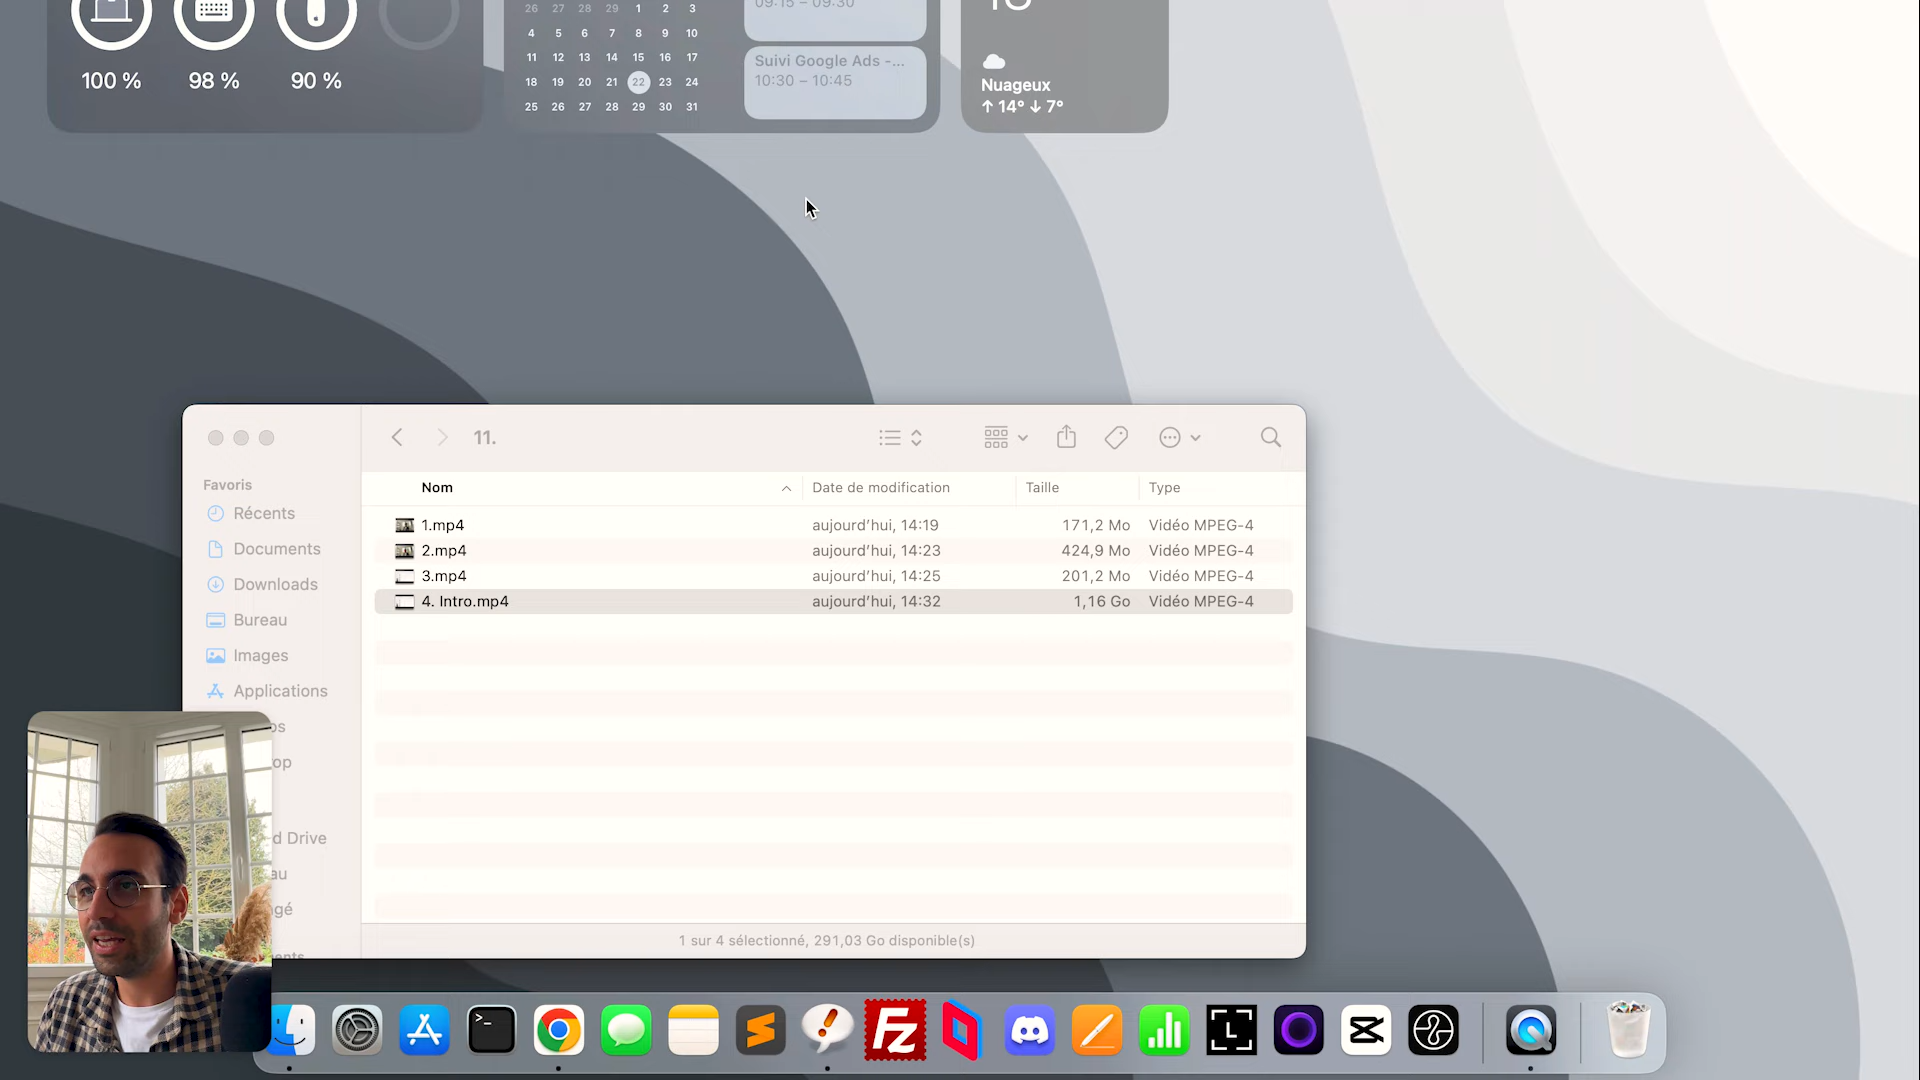 26 27 28 29 1 2 3
4 5 6 7 8 9 10
11 12 13 14 15 16 17
18 19 20 21 22 23 24
25 26 27 28 29 30 31
100 % 98 % 90 %
09:15 – 09:30
Suivi Google Ads -...
10:30 – 10:45
Nuageux
↑ 14° ↓ 7°
11.
Favoris
Récents
Documents
Downloads
Bureau
Images
Applications
op
d Drive
au
gé
Nom Date de modification Taille Type
1.mp4 aujourd’hui, 14:19 171,2 Mo Vidéo MPEG-4
2.mp4 aujourd’hui, 14:23 424,9 Mo Vidéo MPEG-4
3.mp4 aujourd’hui, 14:25 201,2 Mo Vidéo MPEG-4
4. Intro.mp4 aujourd’hui, 14:32 1,16 Go Vidéo MPEG-4
1 sur 4 sélectionné, 291,03 Go disponible(s)
Fz
L